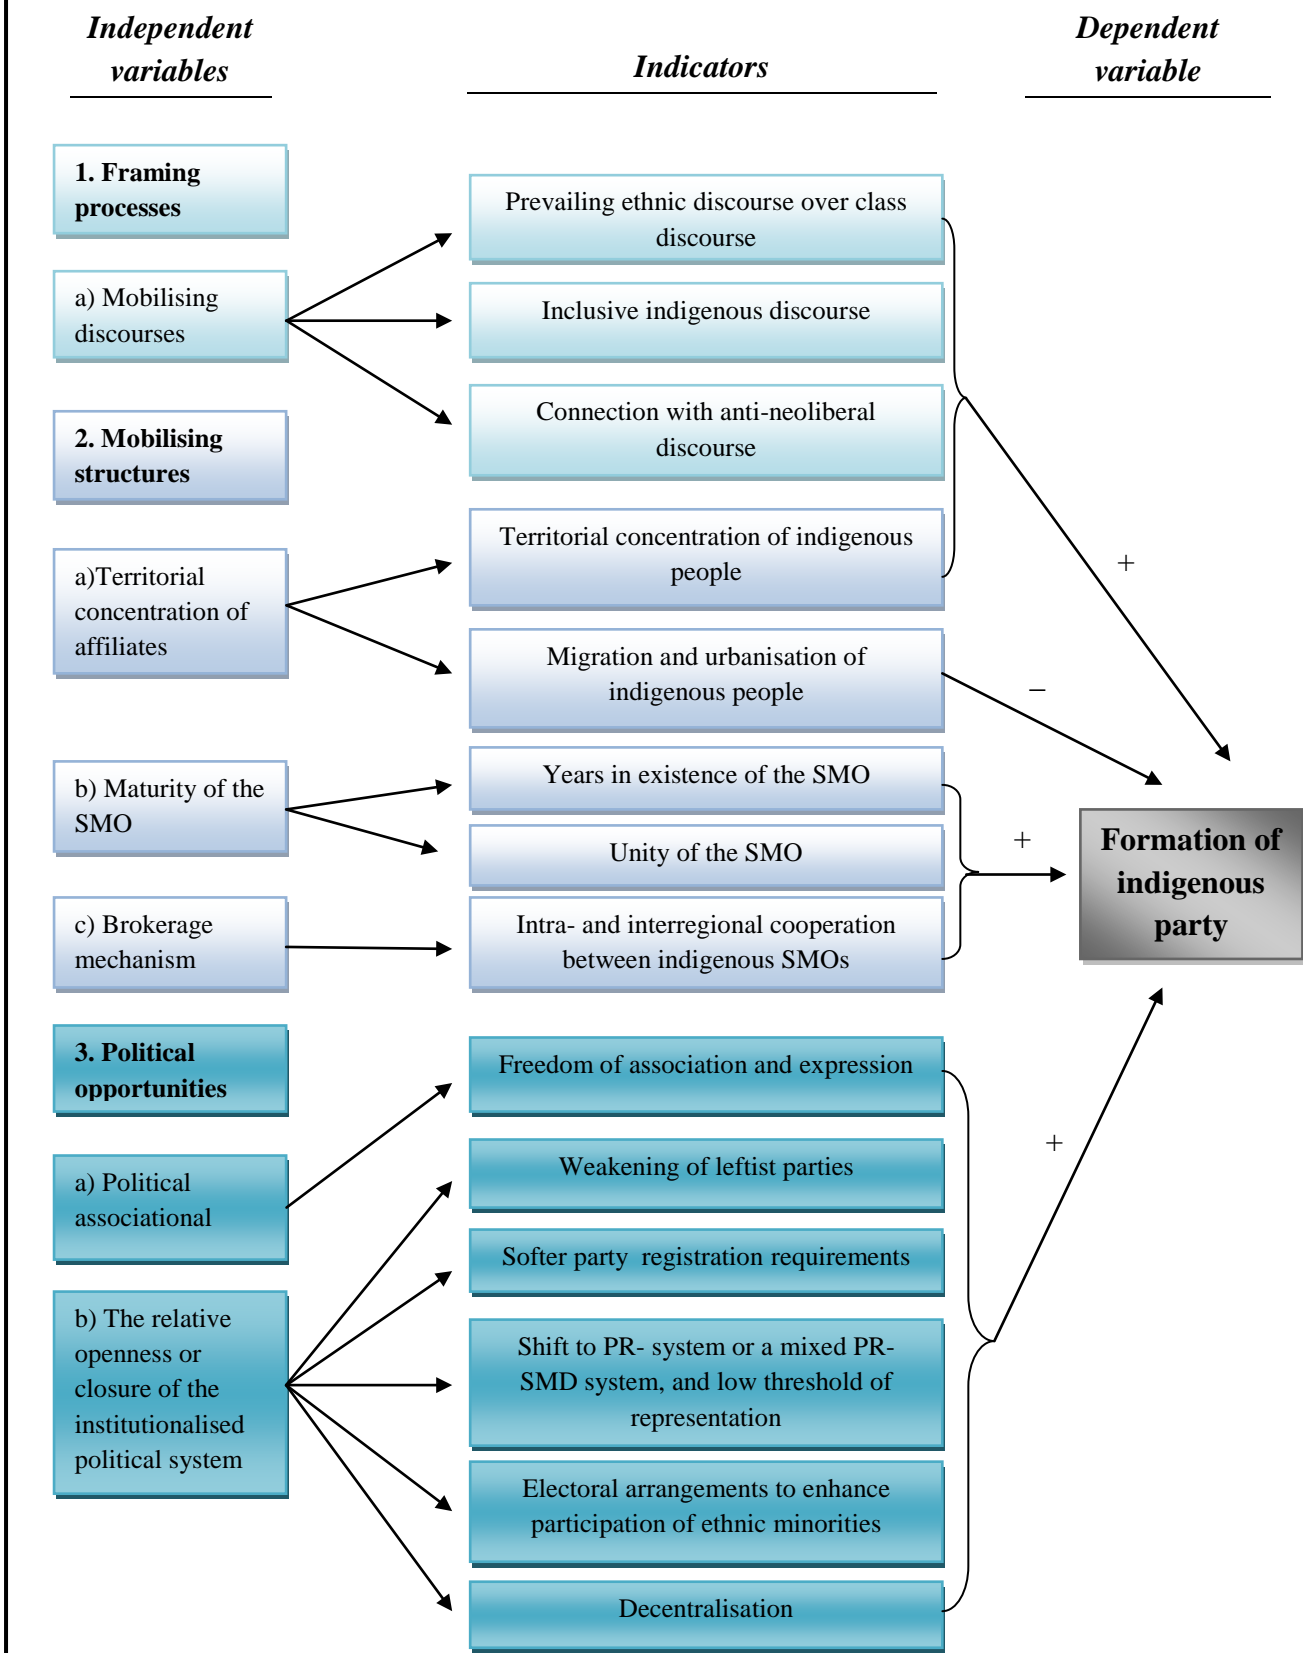 Independent
variables
Indicators
Dependent
variable
1. Framing
processes
a) Mobilising
discourses
2. Mobilising
structures
a)Territorial
concentration of
affiliates
b) Maturity of the
SMO
c) Brokerage
mechanism
3. Political
opportunities
a) Political
associational
b) The relative
openness or
closure of the
institutionalised
political system
Prevailing ethnic discourse over class
discourse
Inclusive indigenous discourse
Connection with anti-neoliberal
discourse
Territorial concentration of indigenous
people
Migration and urbanisation of
indigenous people
Years in existence of the SMO
Unity of the SMO
Intra- and interregional cooperation
between indigenous SMOs
Freedom of association and expression
Weakening of leftist parties
Softer party  registration requirements
Shift to PR- system or a mixed PR-
SMD system, and low threshold of
representation
Electoral arrangements to enhance
participation of ethnic minorities
Decentralisation
+
−
+
+
Formation of
indigenous
party